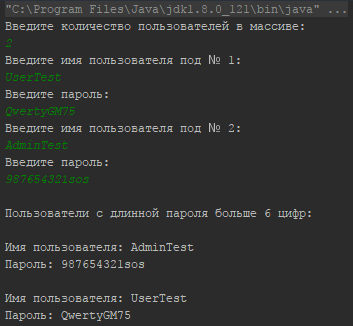 "C:\Program Files\Java\jdk1.8.0_121\bin\java" ...
Введите количество пользователей в массиве:
2
Введите имя пользователя под № 1:
UserTest
Введите пароль:
QwertyGM75
Введите имя пользователя под № 2:
AdminTest
Введите пароль:
987654321sos
Пользователи с длинной пароля больше 6 цифр:
Имя пользователя: AdminTest
Пароль: 987654321sos
Имя пользователя: UserTest
Пароль: QwertyGM75